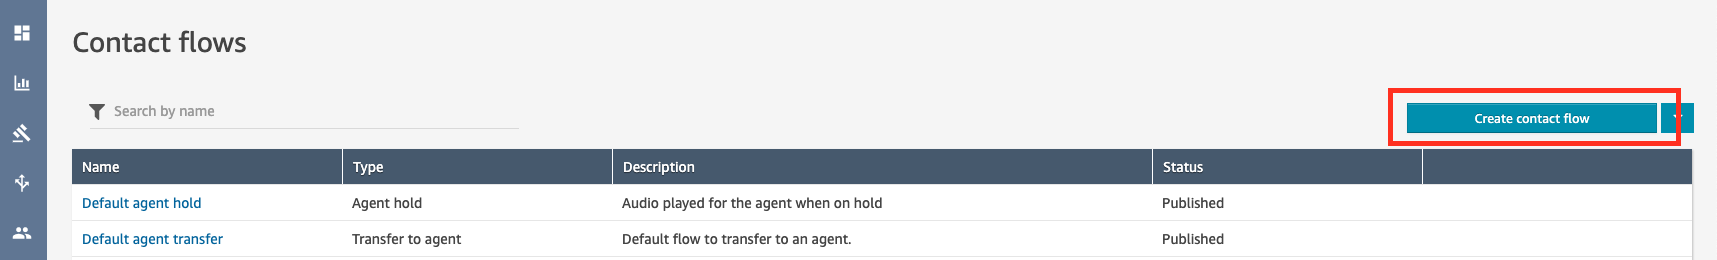 Contact flows
Search by name
Create contact flow
Name Type Description Status
Default agent hold Agent hold Audio played for the agent when on hold Published
Default agent transfer Transfer to agent Default flow to transfer to an agent. Published